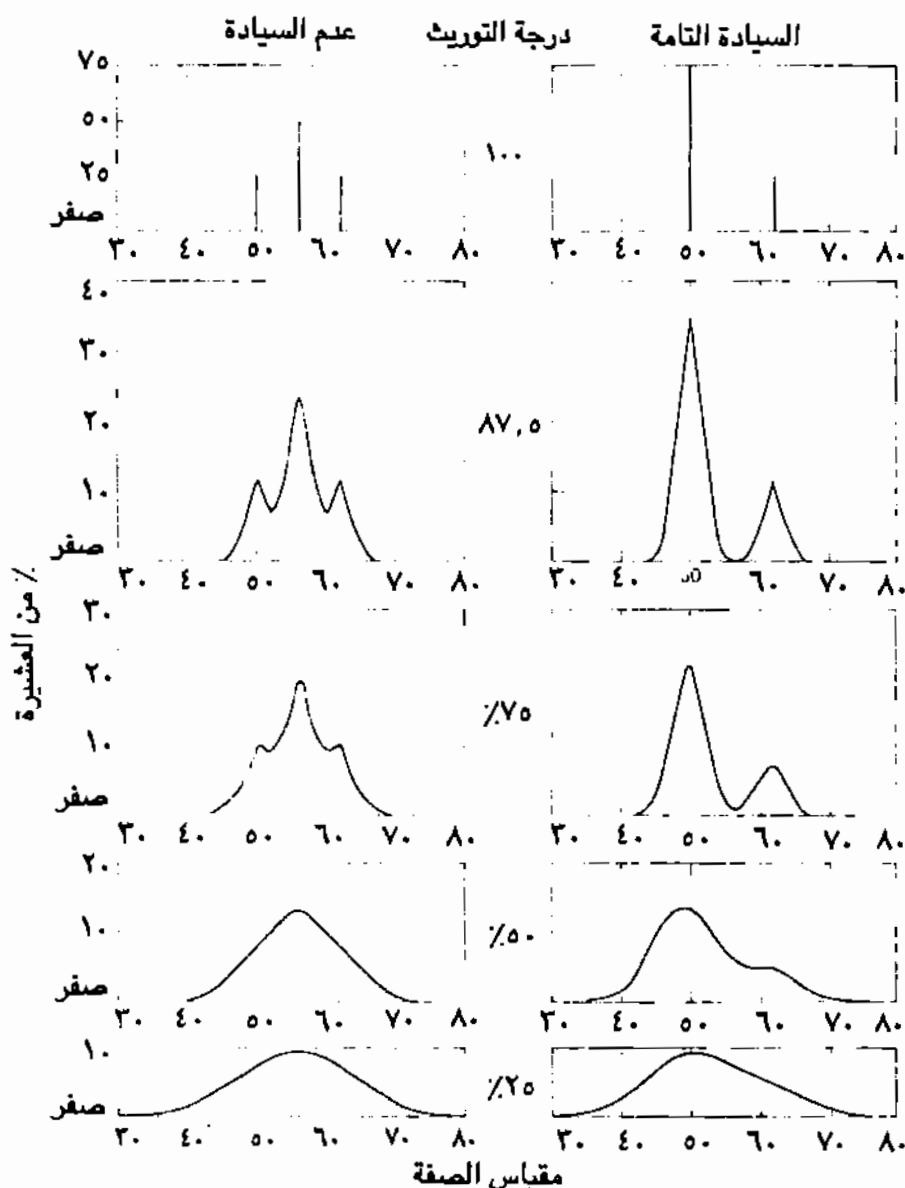 السيادة التامة درجة التوريث عدم السيادة
٧٥
٥٠
١٠٠
٢٥
صفر
٣٠ ٤٠ ٥٠ ٦٠ ٧٠ ٨٠ ٣٠ ٤٠ ٥٠ ٦٠ ٧٠ ٨٠
٤٠
٣٠
٢٠
٨٧,٥
١٠
صفر
٣٠ ٤٠ ٥٠ ٦٠ ٧٠ ٨٠ ٣٠ ٤٠ 50 ٦٠ ٧٠ ٨٠
٪ من العشيرة
٣٠
٢٠
٪٧٥
١٠
صفر
٣٠ ٤٠ ٥٠ ٦٠ ٧٠ ٨٠ ٣٠ ٤٠ ٥٠ ٦٠ ٧٠ ٨٠
٢٠
١٠
٪٥٠
صفر
٣٠ ٤٠ ٥٠ ٦٠ ٧٠ ٨٠ ٣٠ ٤٠ ٥٠ ٦٠ ٧٠ ٨٠
١٠
٪٢٥
صفر
٣٠ ٤٠ ٥٠ ٦٠ ٧٠ ٨٠ ٣٠ ٤٠ ٥٠ ٦٠ ٧٠ ٨٠
مقياس الصفة